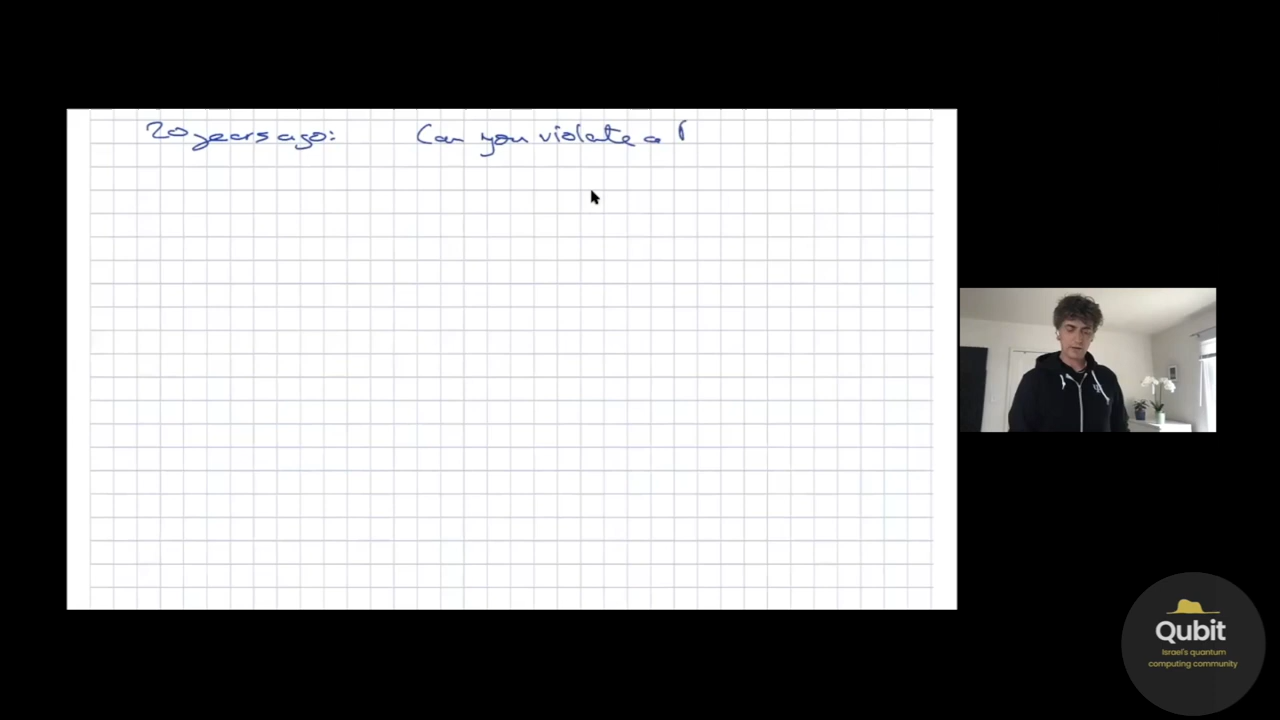 20 years ago: Can you violate a
Qubit
Israel's quantum
computing community